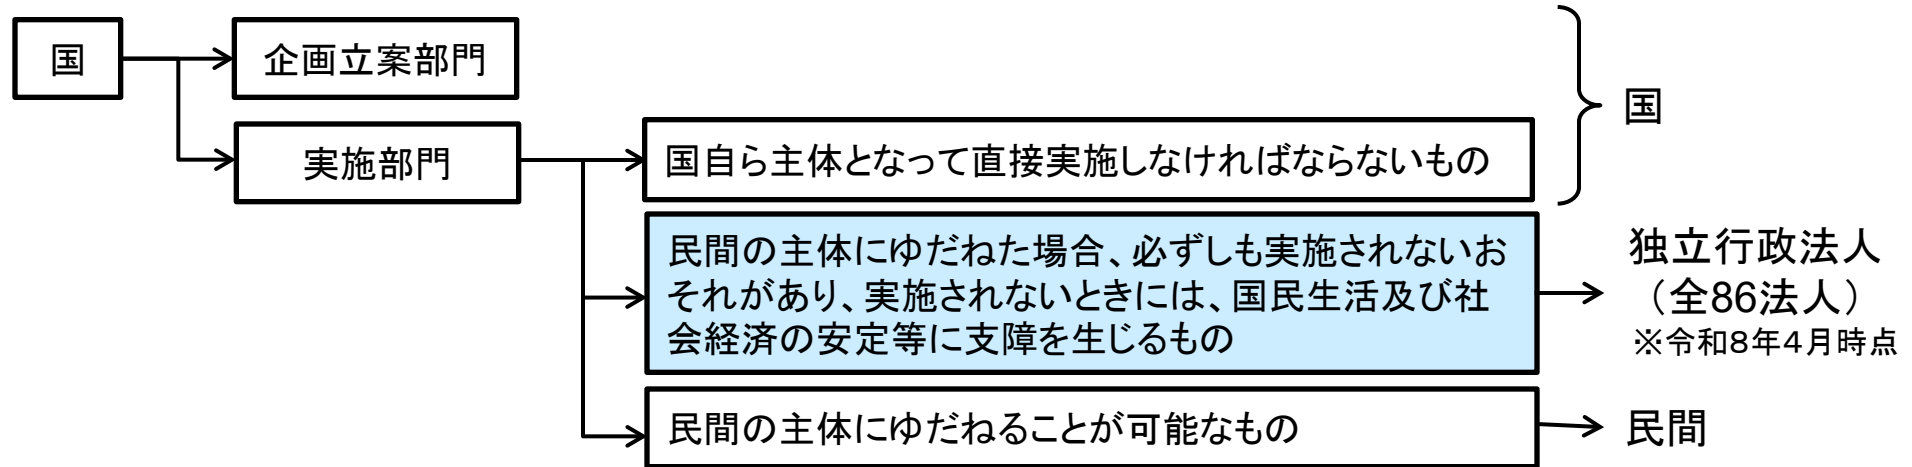 国
企画立案部門
実施部門
国自ら主体となって直接実施しなければならないもの
国
民間の主体にゆだねた場合、必ずしも実施されないお
それがあり、実施されないときには、国民生活及び社
会経済の安定等に支障を生じるもの
独立行政法人
（全86法人）
※令和８年４月時点
民間の主体にゆだねることが可能なもの
民間